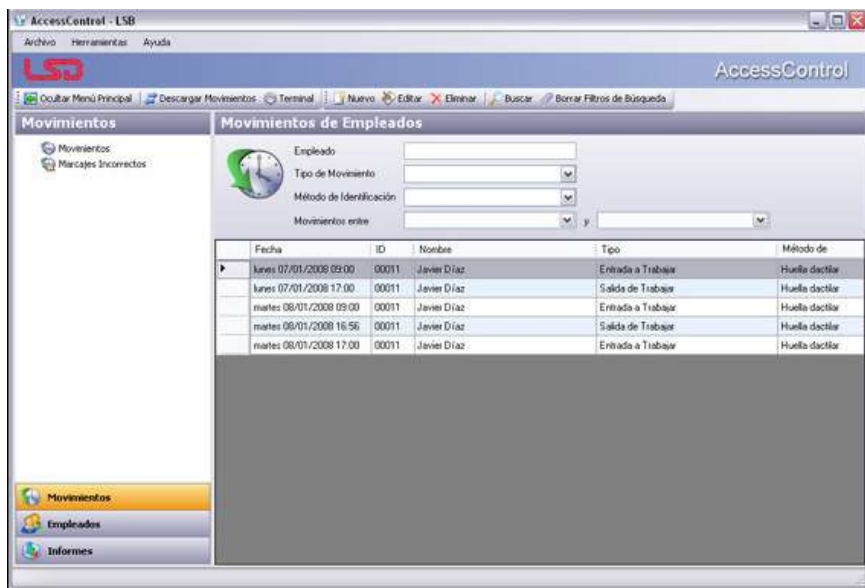 AccessControl - LSB
Archivo Herramientas Ayuda
LSB
AccessControl
Ocultar Menú Principal Descargar Movimientos Terminal Nuevo Editar Eliminar Buscar Borrar Filtros de Búsqueda
Movimientos
Movimientos de Empleados
Movimientos
Marcajes Incorrectos
Empleado
Tipo de Movimiento
Método de Identificación
Movimientos entre y
Fecha ID Nombre Tipo Método de
lunes 07/01/2008 09:00 00011 Javier Díaz Entrada a Trabajar Huella dactilar
lunes 07/01/2008 17:00 00011 Javier Díaz Salida de Trabajar Huella dactilar
martes 08/01/2008 09:00 00011 Javier Díaz Entrada a Trabajar Huella dactilar
martes 08/01/2008 16:56 00011 Javier Díaz Salida de Trabajar Huella dactilar
martes 08/01/2008 17:00 00011 Javier Díaz Entrada a Trabajar Huella dactilar
Movimientos
Empleados
Informes